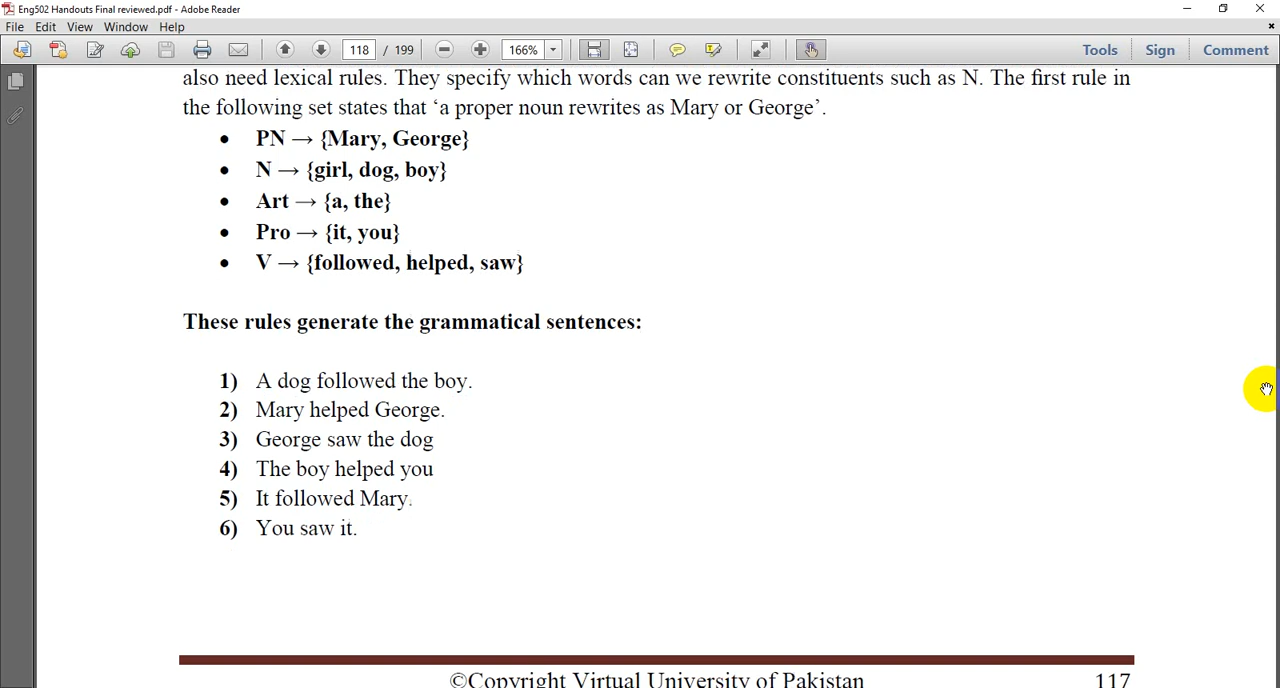 Eng502 Handouts Final reviewed.pdf - Adobe Reader
File Edit View Window Help
118 / 199 166% Tools Sign Comment
also need lexical rules. They specify which words can we rewrite constituents such as N. The first rule in
the following set states that ‘a proper noun rewrites as Mary or George’.
• PN → {Mary, George}
• N → {girl, dog, boy}
• Art → {a, the}
• Pro → {it, you}
• V → {followed, helped, saw}
These rules generate the grammatical sentences:
1) A dog followed the boy.
2) Mary helped George.
3) George saw the dog
4) The boy helped you
5) It followed Mary.
6) You saw it.
©Copyright Virtual University of Pakistan 117